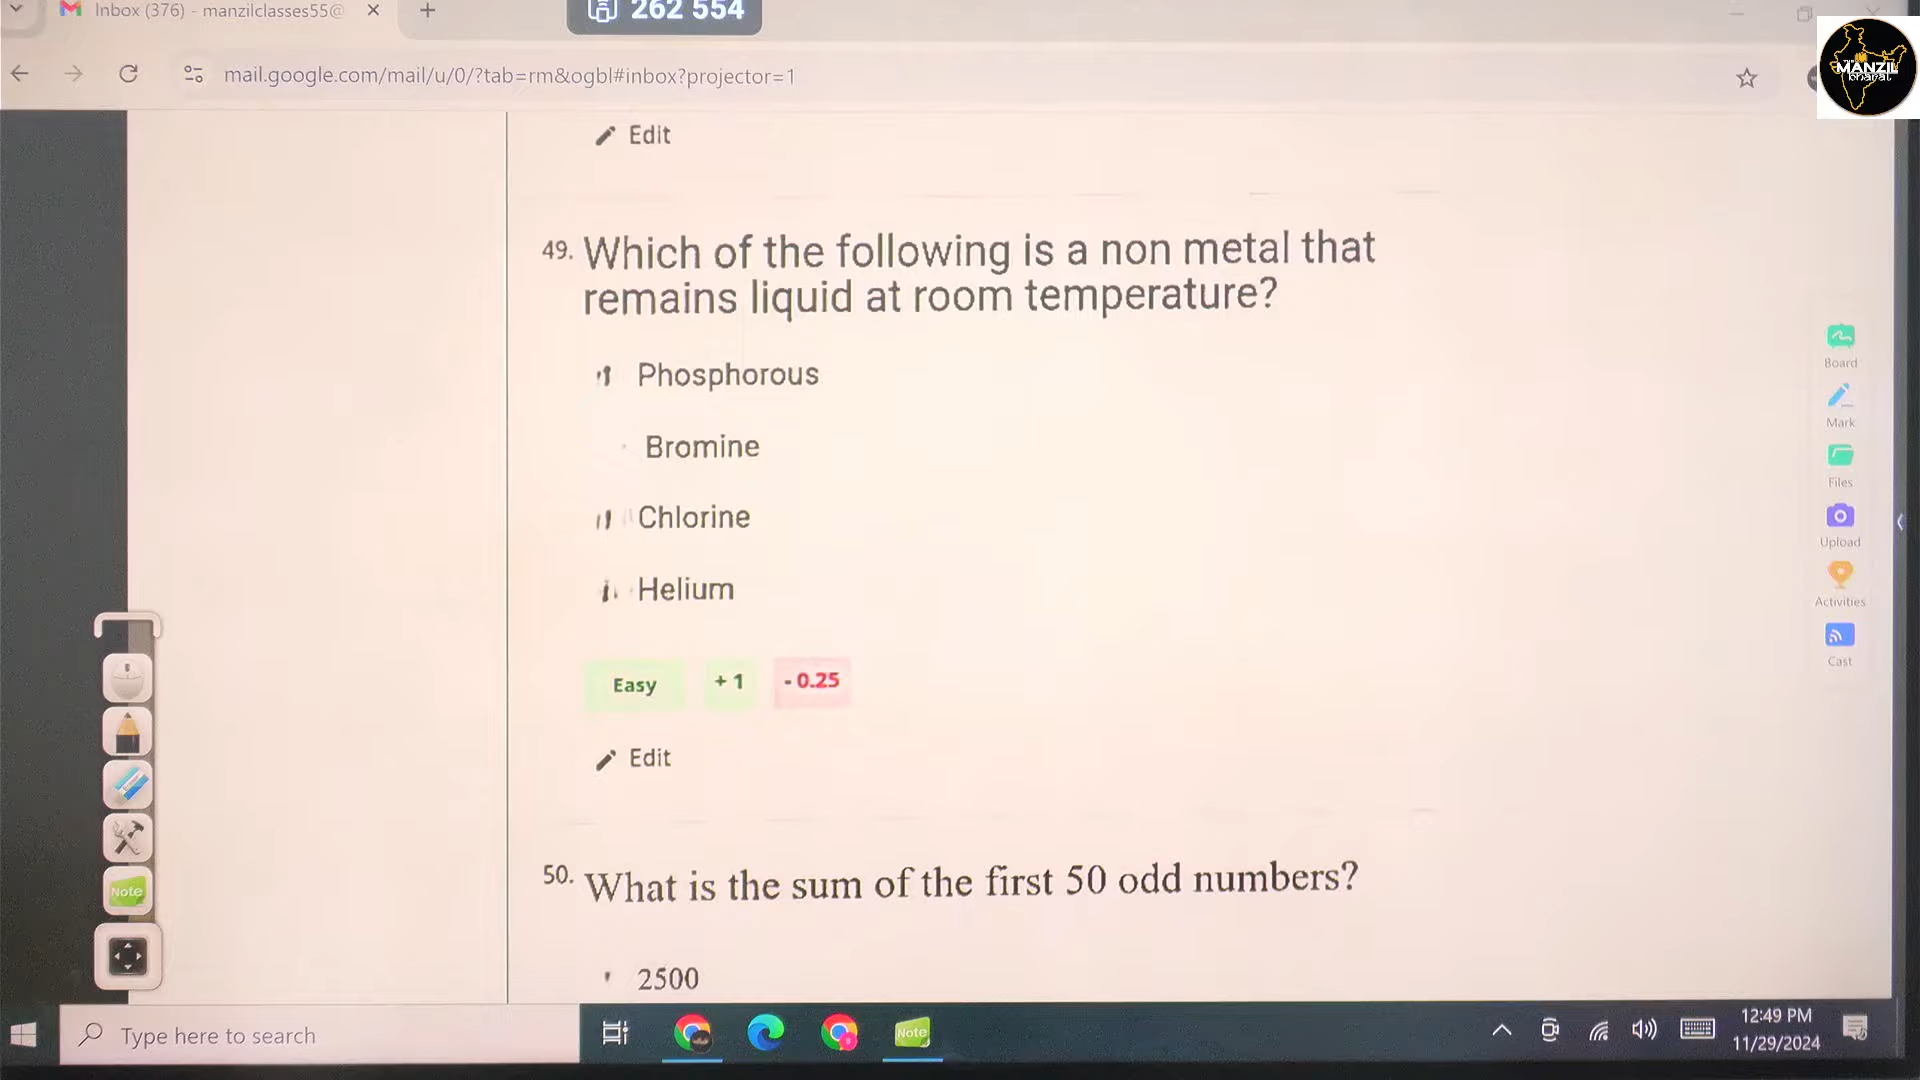 Inbox (376) - manzilclasses55@
262 554
mail.google.com/mail/u/0/?tab=rm&ogbl#inbox?projector=1
MANZIL
Edit
49. Which of the following is a non metal that
remains liquid at room temperature?
Phosphorous
Bromine
Chlorine
Helium
Easy + 1 - 0.25
Edit
50. What is the sum of the first 50 odd numbers?
2500
Board
Mark
Files
Upload
Activities
Cast
Note
Type here to search
Note
12:49 PM
11/29/2024